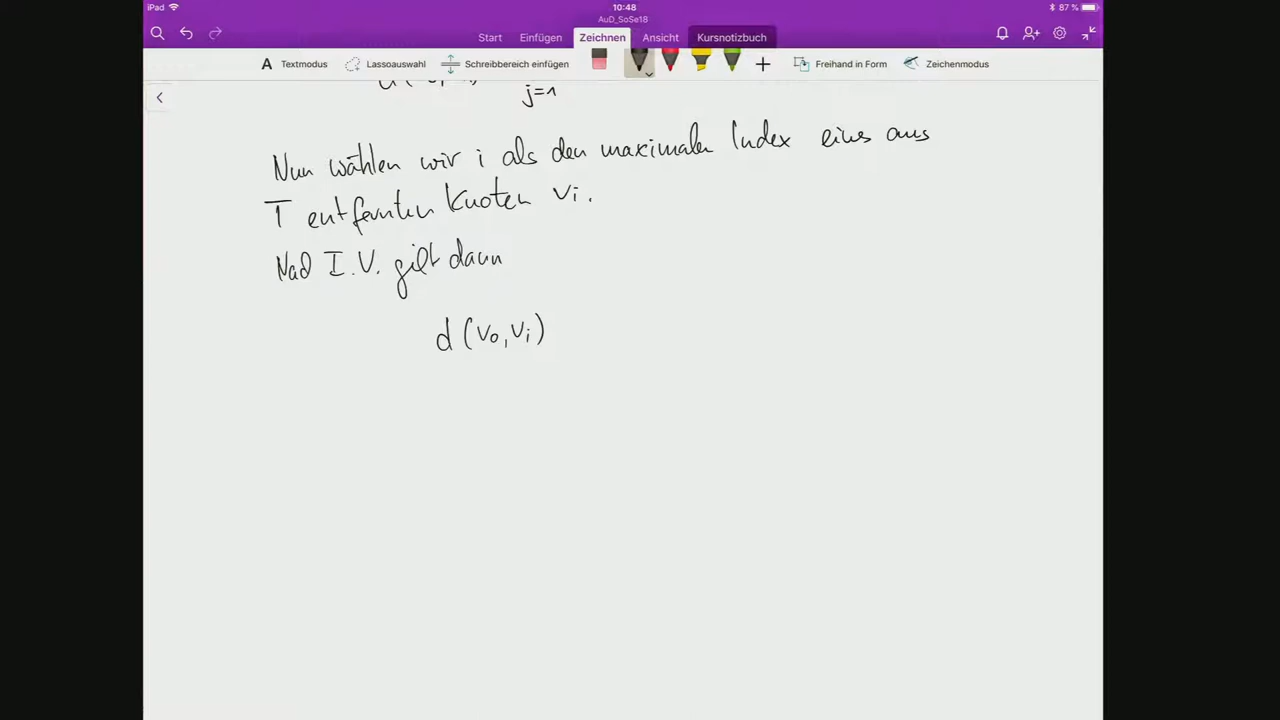 iPad 10:48 87 %
AuD_SoSe18
Start Einfügen Zeichnen Ansicht Kursnotizbuch
A Textmodus Lassoauswahl Schreibbereich einfügen Freihand in Form Zeichenmodus
j=1
Nun wählen wir i als den maximalen Index eines aus
T entfernten Knoten vi.
Nach I.V. gilt dann
d (v0, vi)